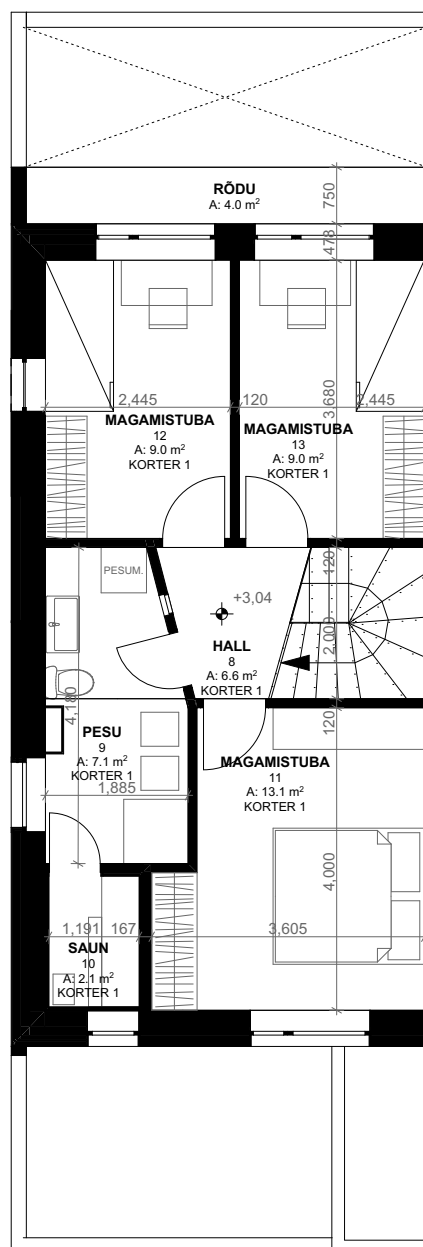 RÕDU
A: 4.0 m²
750
478
2,445
120
3,680
2,445
MAGAMISTUBA
12
A: 9.0 m²
KORTER 1
MAGAMISTUBA
13
A: 9.0 m²
KORTER 1
PESUM.
120
+3,04
2,000
HALL
8
A: 6.6 m²
KORTER 1
4,180
120
PESU
9
A: 7.1 m²
KORTER 1
1,885
MAGAMISTUBA
11
A: 13.1 m²
KORTER 1
4,000
1,191
167
3,605
SAUN
10
A: 2.1 m²
KORTER 1